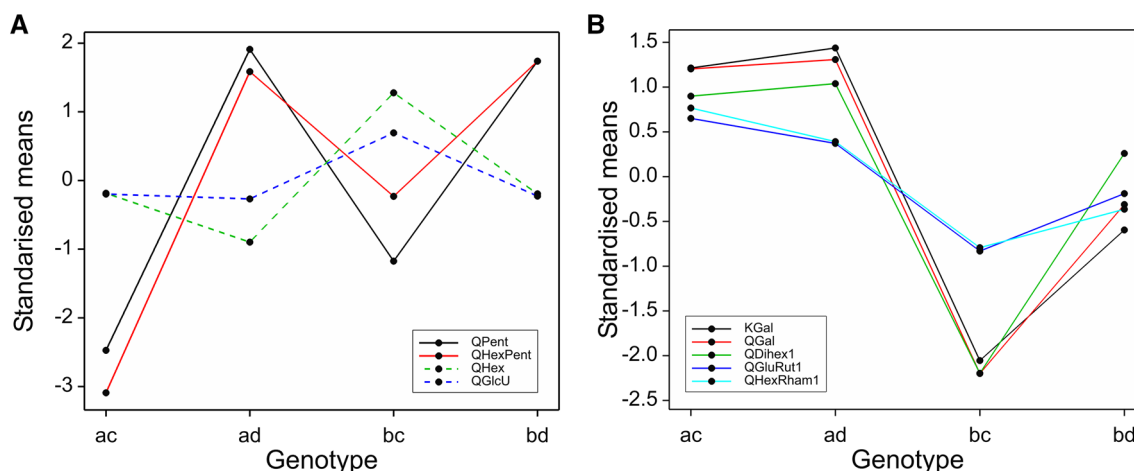 A
Standarised means
2
1
0
-1
-2
-3
ac ad bc bd
Genotype
QPent
QHexPent
QHex
QGlcU
B
Standardised means
1.5
1.0
0.5
0.0
-0.5
-1.0
-1.5
-2.0
-2.5
ac ad bc bd
Genotype
KGal
QGal
QDihex1
QGluRut1
QHexRham1